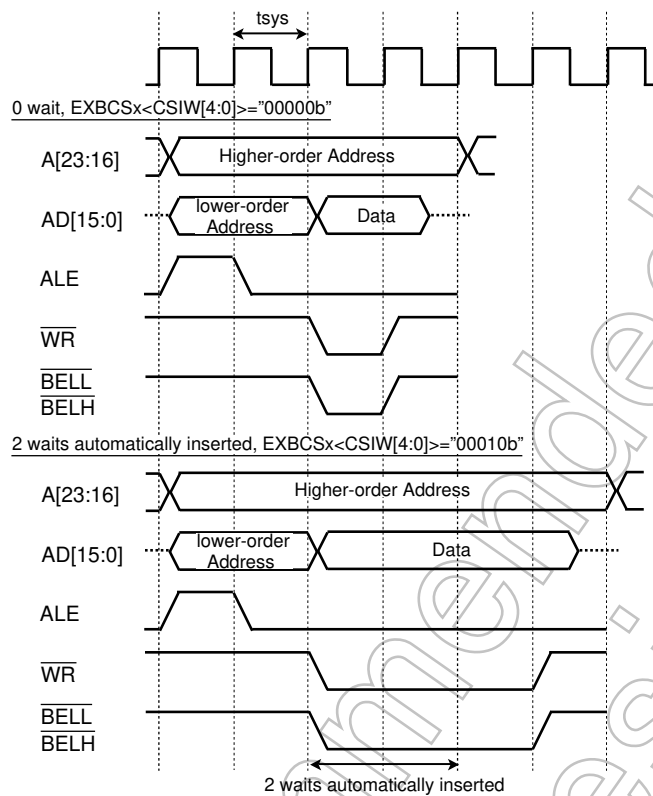 tsys
0 wait, EXBCSx<CSIW[4:0]>="00000b"
A[23:16]
Higher-order Address
AD[15:0]
lower-order
Address
Data
ALE
WR
BELL
BELH
2 waits automatically inserted, EXBCSx<CSIW[4:0]>="00010b"
A[23:16]
Higher-order Address
AD[15:0]
lower-order
Address
Data
ALE
WR
BELL
BELH
2 waits automatically inserted